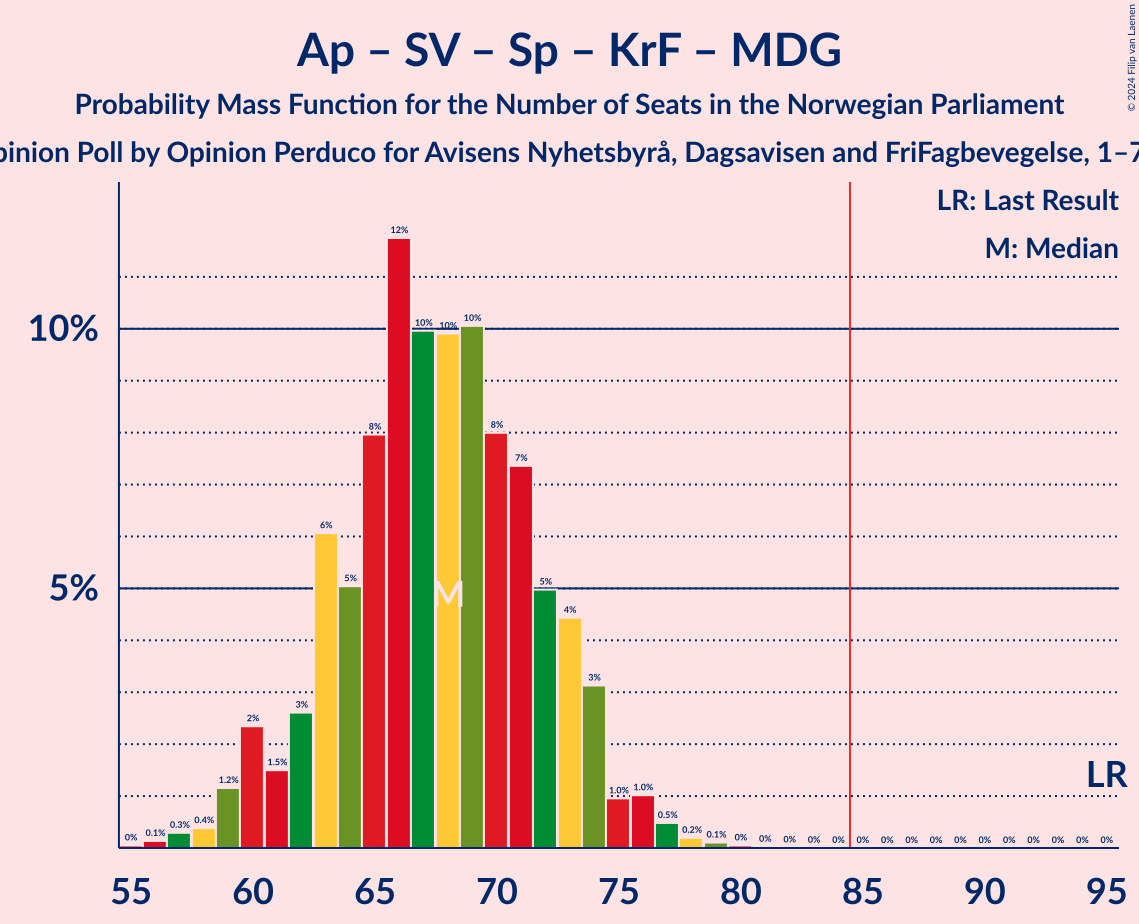 Ap – SV – Sp – KrF – MDG
Probability Mass Function for the Number of Seats in the Norwegian Parliament
Opinion Poll by Opinion Perduco for Avisens Nyhetsbyrå, Dagsavisen and FriFagbevegelse, 1–7
© 2024 Filip van Laenen
LR: Last Result
M: Median
10%
5%
0% 0.1% 0.3% 0.4% 1.2% 2% 1.5% 3% 6% 5% 8% 12% 10% 10% 10% 8% 7% 5% 4% 3% 1.0% 1.0% 0.5% 0.2% 0.1% 0% 0% 0% 0% 0% 0% 0% 0% 0% 0% 0% 0% 0% 0% 0% 0%
M
LR
55 60 65 70 75 80 85 90 95